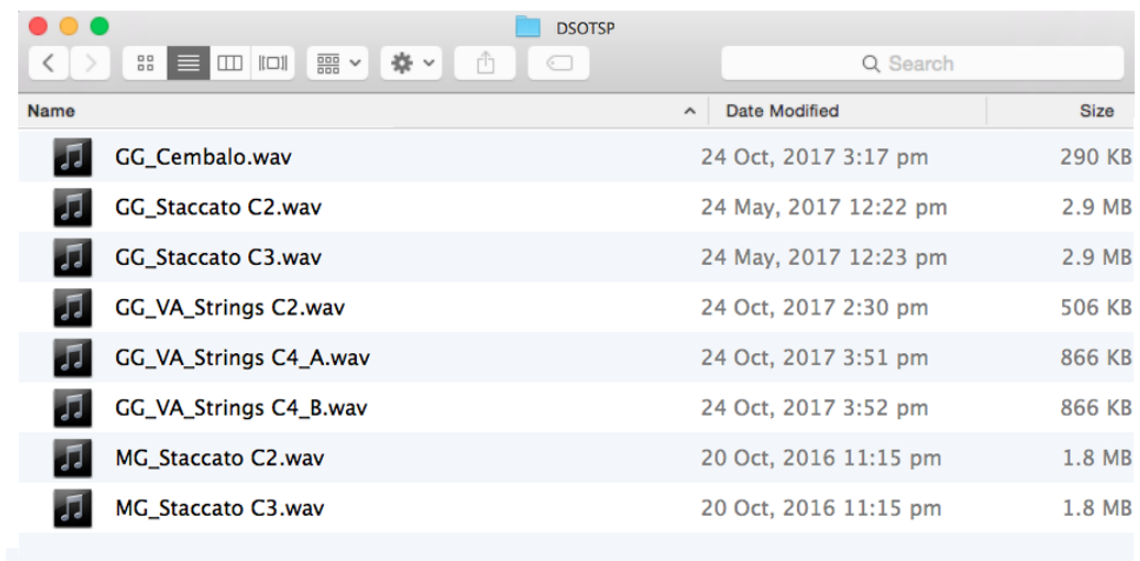 DSOTSP
Search
Name Date Modified Size
GG_Cembalo.wav 24 Oct, 2017 3:17 pm 290 KB
GG_Staccato C2.wav 24 May, 2017 12:22 pm 2.9 MB
GG_Staccato C3.wav 24 May, 2017 12:23 pm 2.9 MB
GG_VA_Strings C2.wav 24 Oct, 2017 2:30 pm 506 KB
GG_VA_Strings C4_A.wav 24 Oct, 2017 3:51 pm 866 KB
GG_VA_Strings C4_B.wav 24 Oct, 2017 3:52 pm 866 KB
MG_Staccato C2.wav 20 Oct, 2016 11:15 pm 1.8 MB
MG_Staccato C3.wav 20 Oct, 2016 11:15 pm 1.8 MB